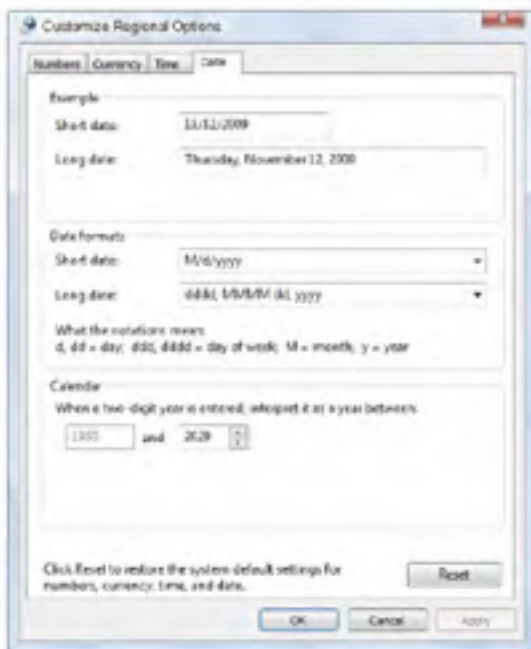 Customize Regional Options
Numbers Currency Time Date
Example
Short date: 11/12/2009
Long date: Thursday, November 12, 2009
Date formats
Short date: M/d/yyyy
Long date: dddd, MMMM dd, yyyy
What the notations mean:
d, dd = day; ddd, dddd = day of week; M = month; y = year
Calendar
When a two-digit year is entered, interpret it as a year between:
1930 and 2029
Click Reset to restore the system default settings for
numbers, currency, time, and date.
Reset
OK Cancel Apply